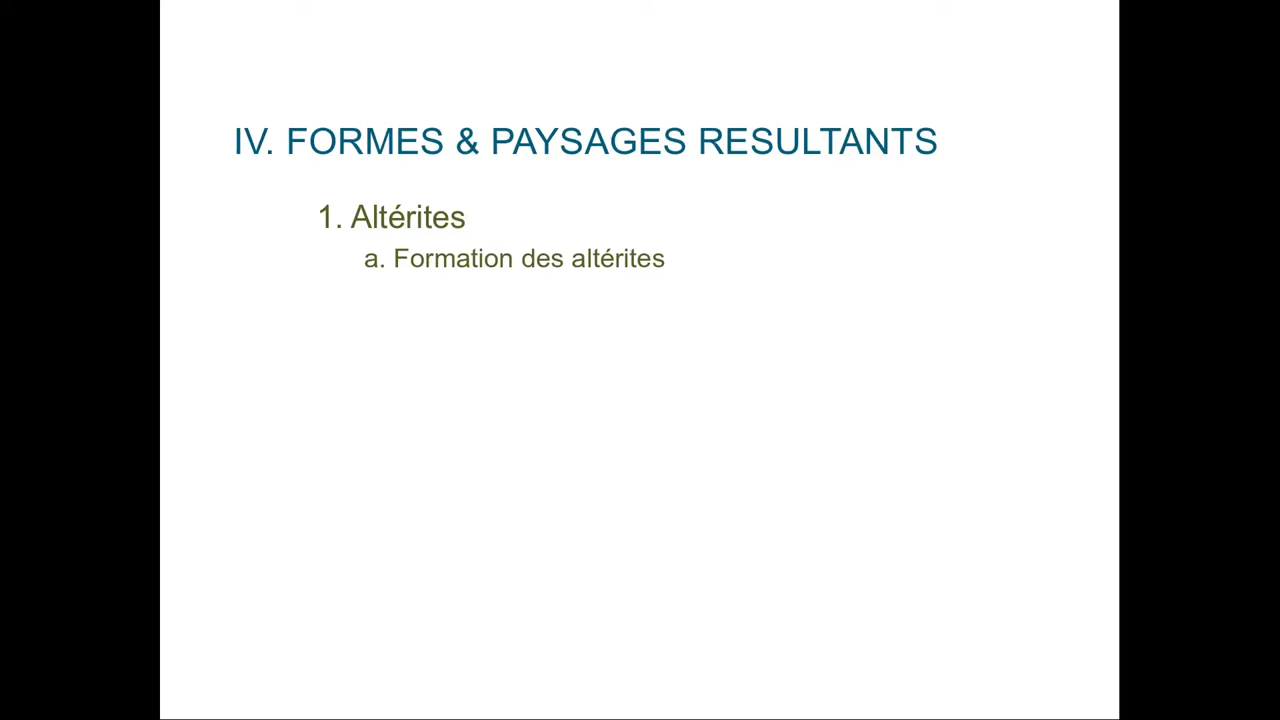 IV. FORMES & PAYSAGES RESULTANTS
1. Altérites
a. Formation des altérites